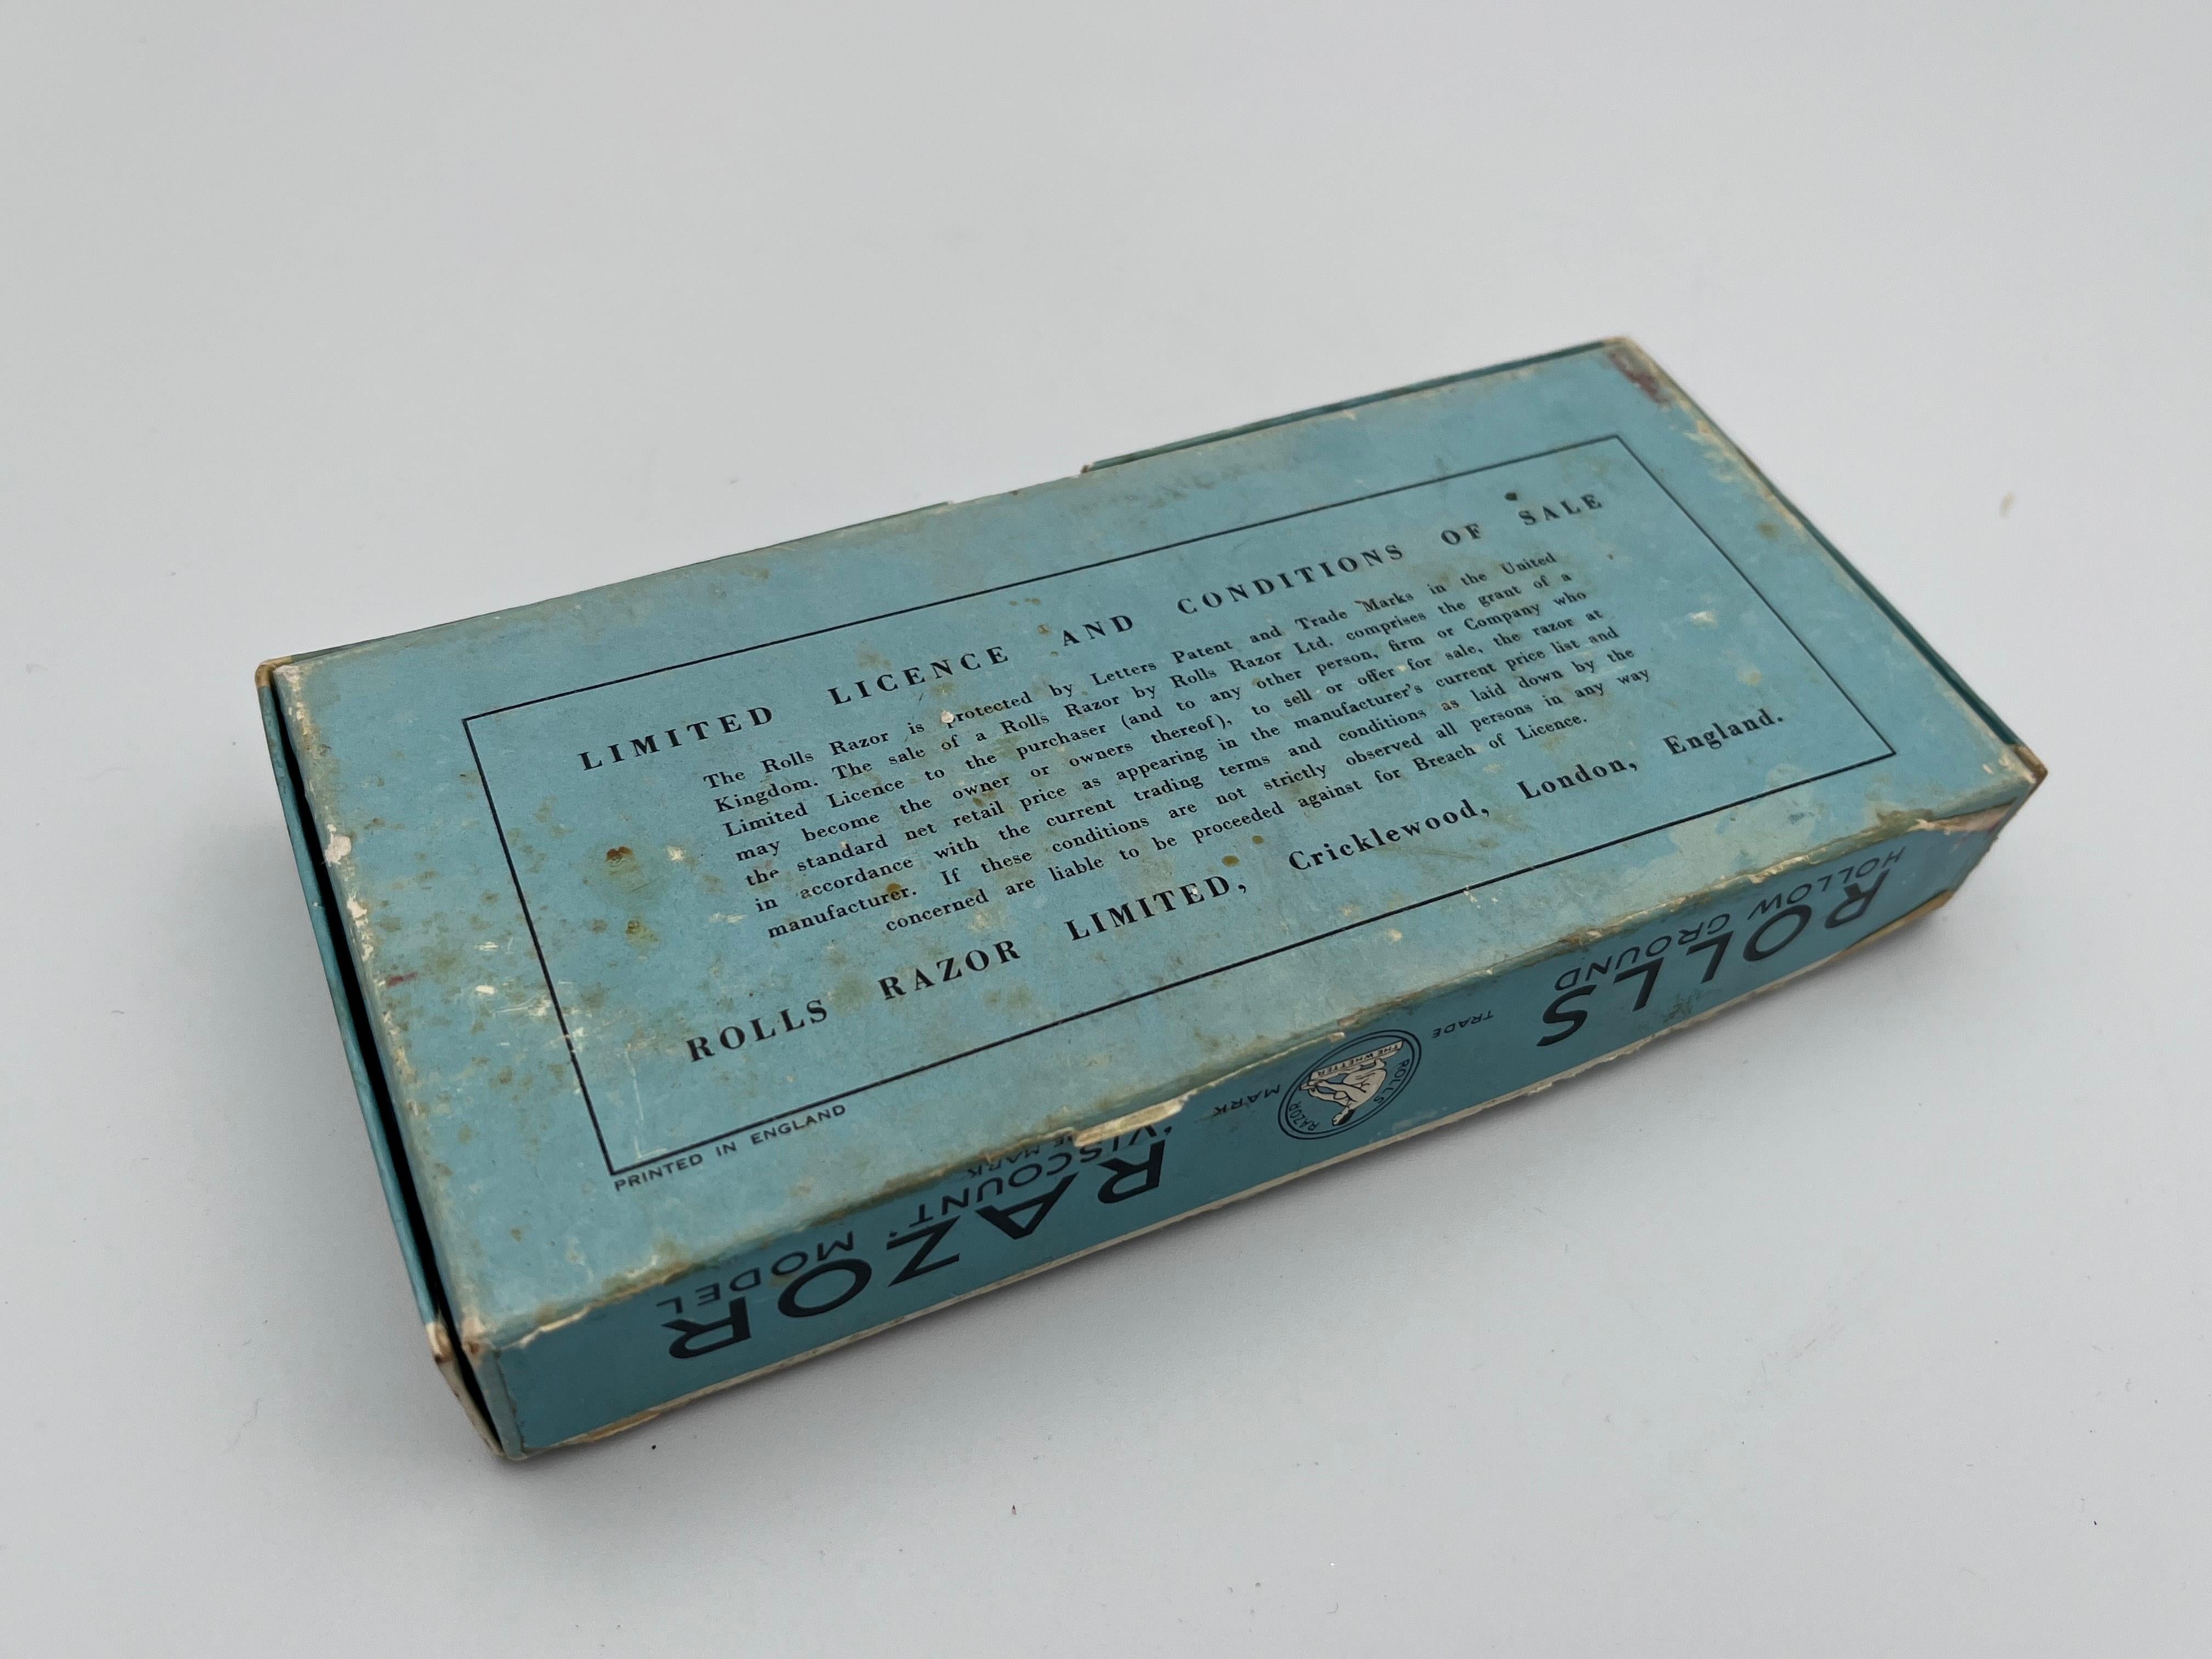 LIMITED LICENCE AND CONDITIONS OF SALE
The Rolls Razor is protected by Letters Patent and Trade Marks in the United
Kingdom. The sale of a Rolls Razor by Rolls Razor Ltd. comprises the grant of a
Limited Licence to the purchaser (and to any other person, firm or Company who
may become the owner or owners thereof), to sell or offer for sale, the razor at
the standard net retail price as appearing in the manufacturer's current price list and
in accordance with the current trading terms and conditions as laid down by the
manufacturer. If these conditions are not strictly observed all persons in any way
concerned are liable to be proceeded against for Breach of Licence.
ROLLS RAZOR LIMITED, Cricklewood, London, England.
PRINTED IN ENGLAND
ROLLS RAZOR
HOLLOW GROUND
TRADE MARK
ROLLS RAZOR
THE WHETTER
MARK
'VISCOUNT' MODEL